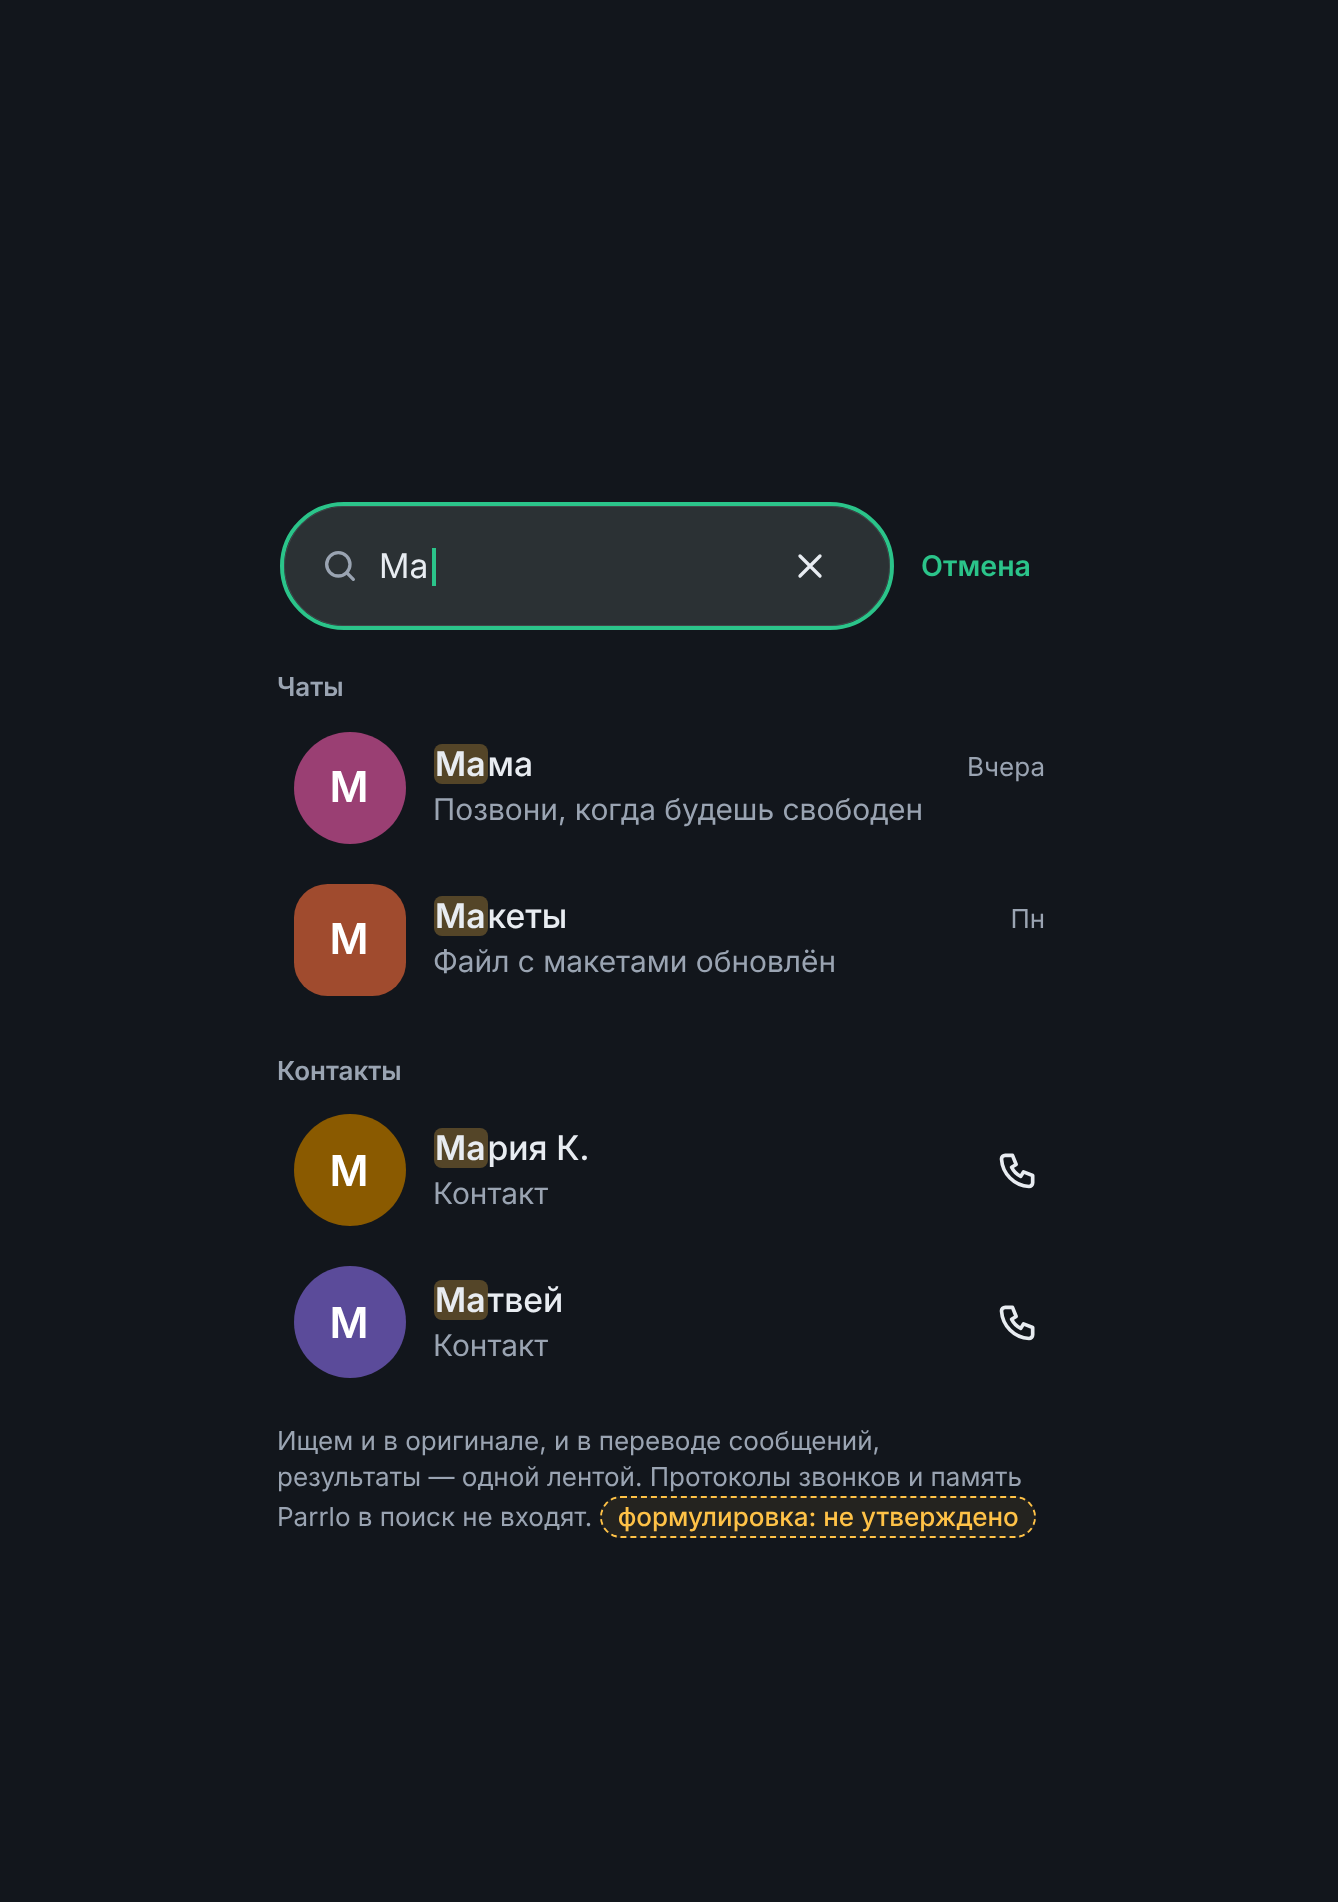 Ma
Отмена
Чаты
М
Мама
Вчера
Позвони, когда будешь свободен
М
Макеты
Пн
Файл с макетами обновлён
Контакты
М
Мария К.
Контакт
М
Матвей
Контакт
Ищем и в оригинале, и в переводе сообщений,
результаты — одной лентой. Протоколы звонков и память
Parrlo в поиск не входят. формулировка: не утверждено